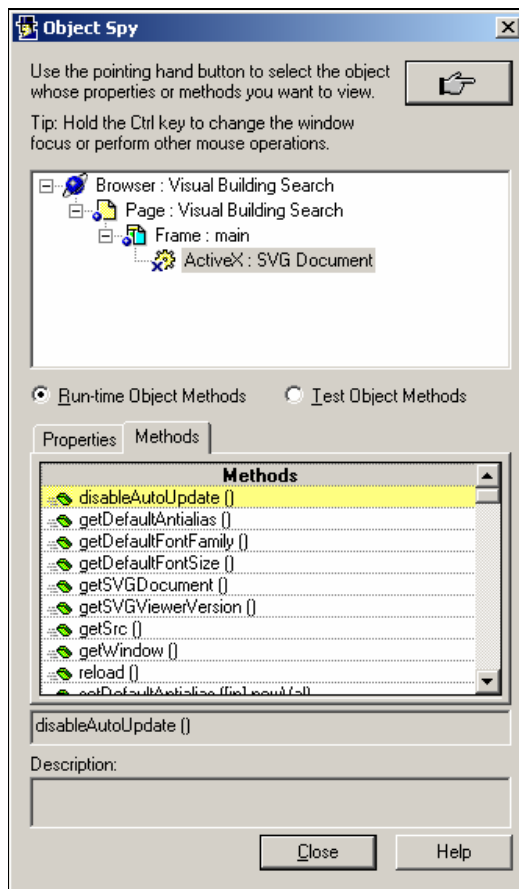 Object Spy
Use the pointing hand button to select the object
whose properties or methods you want to view.
Tip: Hold the Ctrl key to change the window
focus or perform other mouse operations.
Browser : Visual Building Search
Page : Visual Building Search
Frame : main
ActiveX : SVG Document
Run-time Object Methods
Test Object Methods
Properties
Methods
Methods
disableAutoUpdate ()
getDefaultAntialias ()
getDefaultFontFamily ()
getDefaultFontSize ()
getSVGDocument ()
getSVGViewerVersion ()
getSrc ()
getWindow ()
reload ()
disableAutoUpdate ()
Description:
Close
Help